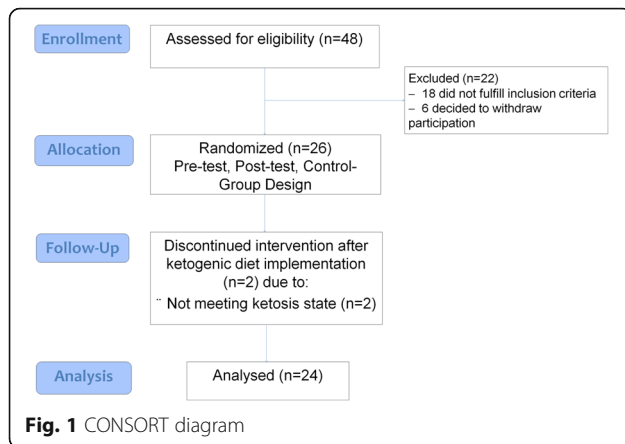 Enrollment
Assessed for eligibility (n=48)
Excluded (n=22)
– 18 did not fulfill inclusion criteria
– 6 decided to withdraw
participation
Allocation
Randomized (n=26)
Pre-test, Post-test, Control-
Group Design
Follow-Up
Discontinued intervention after
ketogenic diet implementation
(n=2) due to:
¨ Not meeting ketosis state (n=2)
Analysis
Analysed (n=24)
Fig. 1 CONSORT diagram